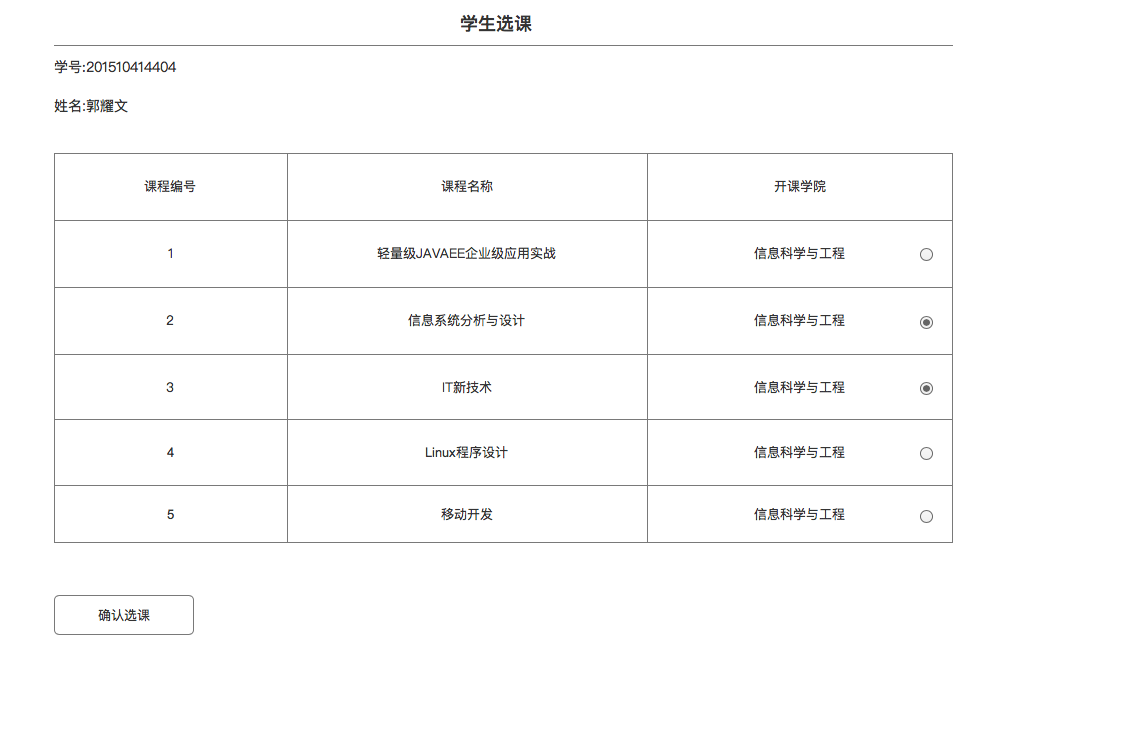 学生选课
学号:201510414404
姓名:郭耀文
课程编号 课程名称 开课学院
1 轻量级JAVAEE企业级应用实战 信息科学与工程
2 信息系统分析与设计 信息科学与工程
3 IT新技术 信息科学与工程
4 Linux程序设计 信息科学与工程
5 移动开发 信息科学与工程
确认选课